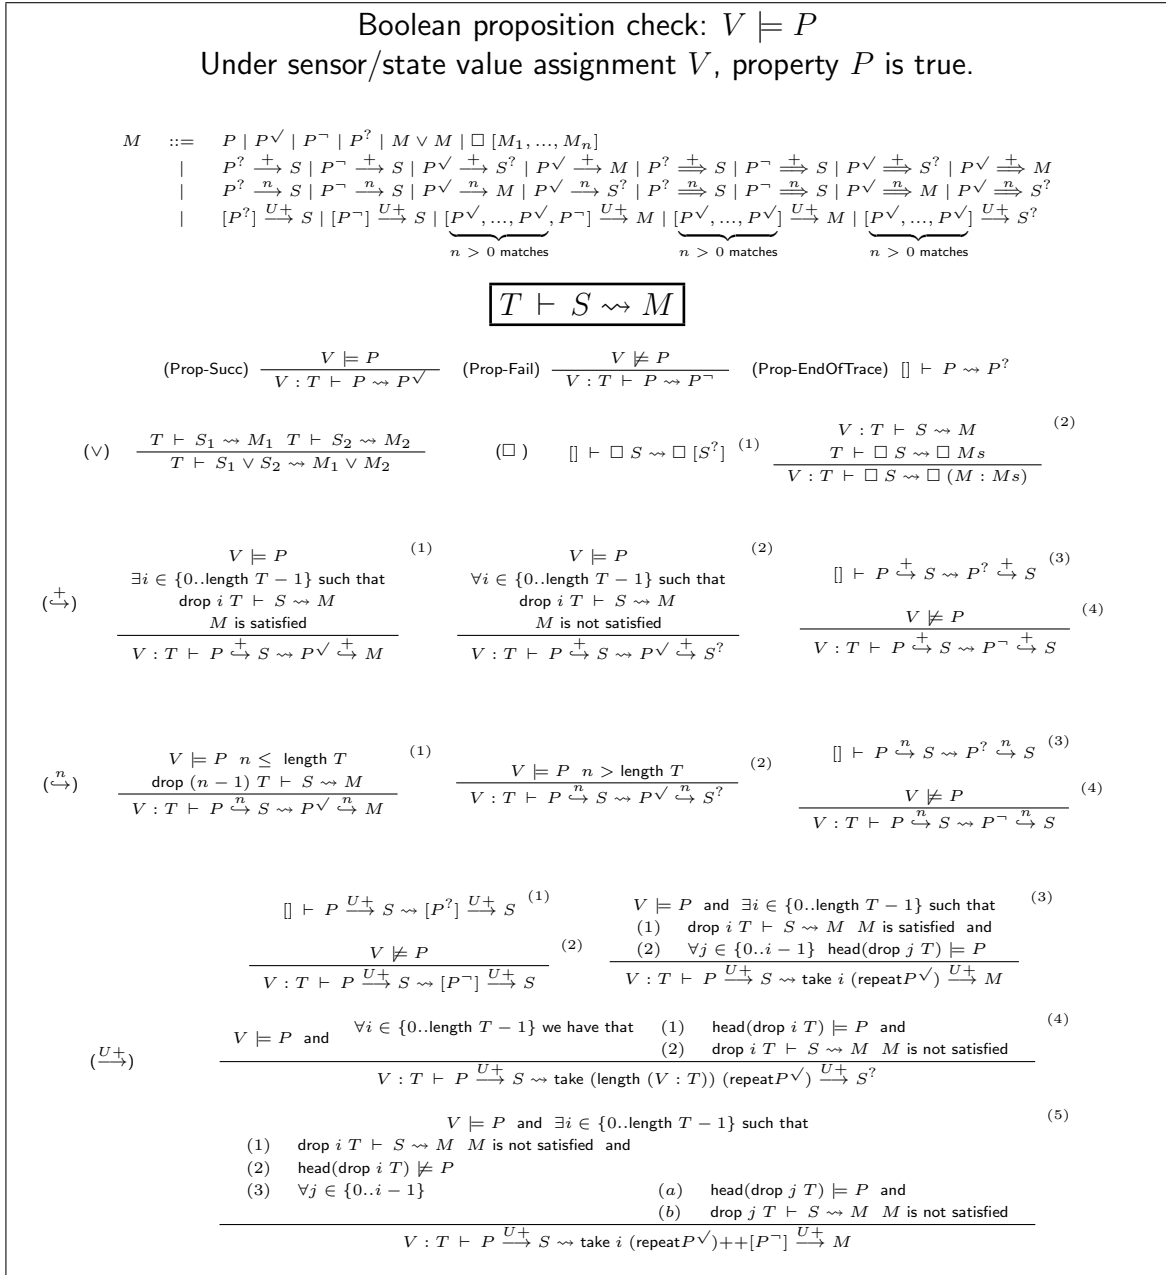 Boolean proposition check: V ⊨ P
Under sensor/state value assignment V, property P is true.
M ::= P | P^√ | P^¬ | P^? | M ∨ M | □ [M_1, ..., M_n]
| P^? ⟶^+ S | P^¬ ⟶^+ S | P^√ ⟶^+ S^? | P^√ ⟶^+ M | P^? ⟹^+ S | P^¬ ⟹^+ S | P^√ ⟹^+ S^? | P^√ ⟹^+ M
| P^? ⟶^n S | P^¬ ⟶^n S | P^√ ⟶^n M | P^√ ⟶^n S^? | P^? ⟹^n S | P^¬ ⟹^n S | P^√ ⟹^n M | P^√ ⟹^n S^?
| [P^?] ⟶^{U+} S | [P^¬] ⟶^{U+} S | [P^√, ..., P^√, P^¬] ⟶^{U+} M | [P^√, ..., P^√] ⟶^{U+} M | [P^√, ..., P^√] ⟶^{U+} S^?
n > 0 matches n > 0 matches n > 0 matches
T ⊢ S ⇝ M
(Prop-Succ) V ⊨ P
V : T ⊢ P ⇝ P^√
(Prop-Fail) V ⊭ P
V : T ⊢ P ⇝ P^¬
(Prop-EndOfTrace) [] ⊢ P ⇝ P^?
(∨) T ⊢ S_1 ⇝ M_1 T ⊢ S_2 ⇝ M_2
T ⊢ S_1 ∨ S_2 ⇝ M_1 ∨ M_2
(□ ) [] ⊢ □ S ⇝ □ [S^?] (1)
V : T ⊢ S ⇝ M (2)
T ⊢ □ S ⇝ □ Ms
V : T ⊢ □ S ⇝ □ (M : Ms)
(↪^+)
V ⊨ P (1)
∃i ∈ {0..length T − 1} such that
drop i T ⊢ S ⇝ M
M is satisfied
V : T ⊢ P ↪^+ S ⇝ P^√ ↪^+ M
V ⊨ P (2)
∀i ∈ {0..length T − 1} such that
drop i T ⊢ S ⇝ M
M is not satisfied
V : T ⊢ P ↪^+ S ⇝ P^√ ↪^+ S^?
[] ⊢ P ↪^+ S ⇝ P^? ↪^+ S (3)
V ⊭ P (4)
V : T ⊢ P ↪^+ S ⇝ P^¬ ↪^+ S
(↪^n)
V ⊨ P n ≤ length T (1)
drop (n − 1) T ⊢ S ⇝ M
V : T ⊢ P ↪^n S ⇝ P^√ ↪^n M
V ⊨ P n > length T (2)
V : T ⊢ P ↪^n S ⇝ P^√ ↪^n S^?
[] ⊢ P ↪^n S ⇝ P^? ↪^n S (3)
V ⊭ P (4)
V : T ⊢ P ↪^n S ⇝ P^¬ ↪^n S
[] ⊢ P ⟶^{U+} S ⇝ [P^?] ⟶^{U+} S (1)
V ⊭ P (2)
V : T ⊢ P ⟶^{U+} S ⇝ [P^¬] ⟶^{U+} S
V ⊨ P and ∃i ∈ {0..length T − 1} such that (3)
(1) drop i T ⊢ S ⇝ M M is satisfied and
(2) ∀j ∈ {0..i − 1} head(drop j T) ⊨ P
V : T ⊢ P ⟶^{U+} S ⇝ take i (repeatP^√) ⟶^{U+} M
(⟶^{U+})
V ⊨ P and ∀i ∈ {0..length T − 1} we have that (1) head(drop i T) ⊨ P and (4)
(2) drop i T ⊢ S ⇝ M M is not satisfied
V : T ⊢ P ⟶^{U+} S ⇝ take (length (V : T)) (repeatP^√) ⟶^{U+} S^?
V ⊨ P and ∃i ∈ {0..length T − 1} such that (5)
(1) drop i T ⊢ S ⇝ M M is not satisfied and
(2) head(drop i T) ⊭ P
(3) ∀j ∈ {0..i − 1} (a) head(drop j T) ⊨ P and
(b) drop j T ⊢ S ⇝ M M is not satisfied
V : T ⊢ P ⟶^{U+} S ⇝ take i (repeatP^√)++[P^¬] ⟶^{U+} M